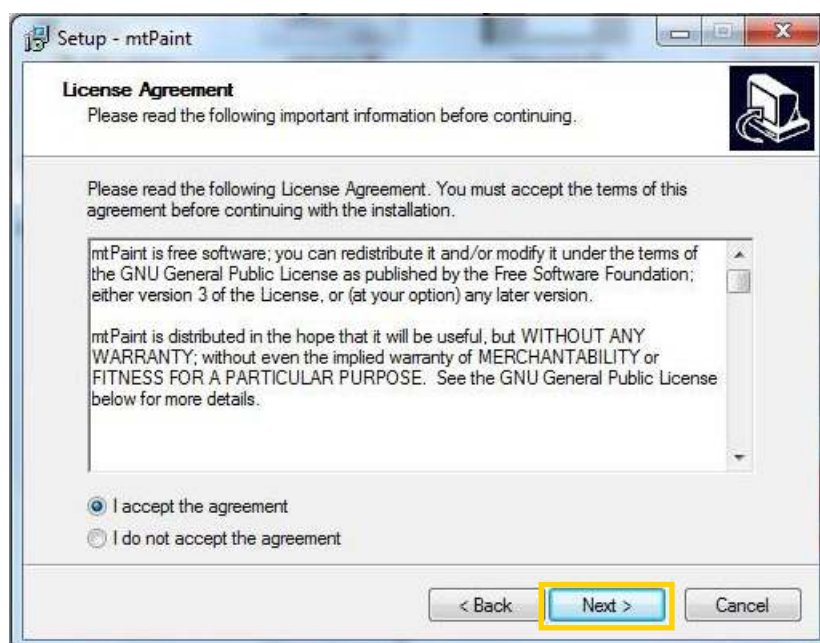 Setup - mtPaint
License Agreement
Please read the following important information before continuing.
Please read the following License Agreement. You must accept the terms of this
agreement before continuing with the installation.
mtPaint is free software; you can redistribute it and/or modify it under the terms of
the GNU General Public License as published by the Free Software Foundation;
either version 3 of the License, or (at your option) any later version.
mtPaint is distributed in the hope that it will be useful, but WITHOUT ANY
WARRANTY; without even the implied warranty of MERCHANTABILITY or
FITNESS FOR A PARTICULAR PURPOSE.  See the GNU General Public License
below for more details.
I accept the agreement
I do not accept the agreement
< Back Next > Cancel